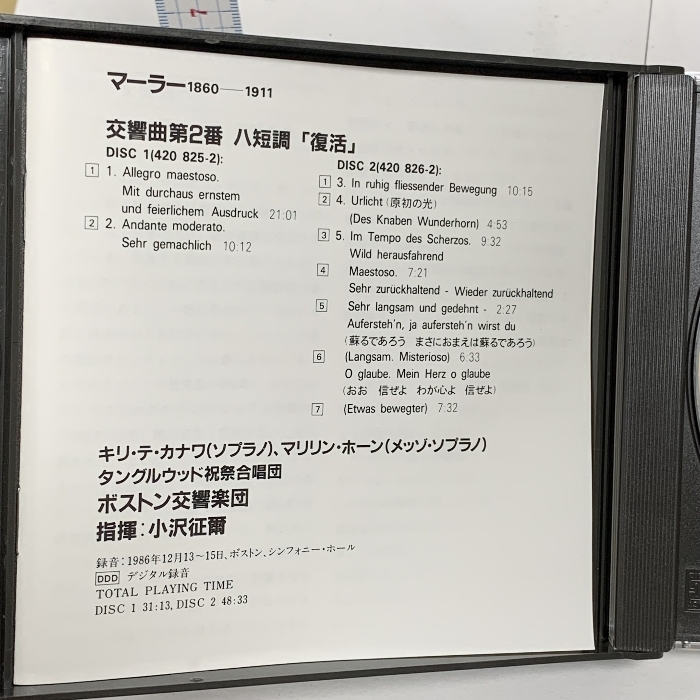 マーラー1860—1911
交響曲第2番 ハ短調「復活」
DISC 1(420 825-2):
1 1. Allegro maestoso.
Mit durchaus ernstem
und feierlichem Ausdruck 21:01
2 2. Andante moderato.
Sehr gemachlich 10:12
DISC 2(420 826-2):
1 3. In ruhig fliessender Bewegung 10:15
2 4. Urlicht (原初の光)
(Des Knaben Wunderhorn) 4:53
3 5. Im Tempo des Scherzos. 9:32
Wild herausfahrend
4 Maestoso. 7:21
Sehr zurückhaltend - Wieder zurückhaltend
5 Sehr langsam und gedehnt - 2:27
Aufersteh'n, ja aufersteh'n wirst du
(蘇るであろう まさにおまえは蘇るであろう)
6 (Langsam. Misterioso) 6:33
O glaube. Mein Herz o glaube
(おお 信ぜよ わが心よ 信ぜよ)
7 (Etwas bewegter) 7:32
キリ・テ・カナワ(ソプラノ)、マリリン・ホーン(メッゾ・ソプラノ)
タングルウッド祝祭合唱団
ボストン交響楽団
指揮:小沢征爾
録音:1986年12月13~15日、ボストン、シンフォニー・ホール
DDD デジタル録音
TOTAL PLAYING TIME
DISC 1 31:13, DISC 2 48:33